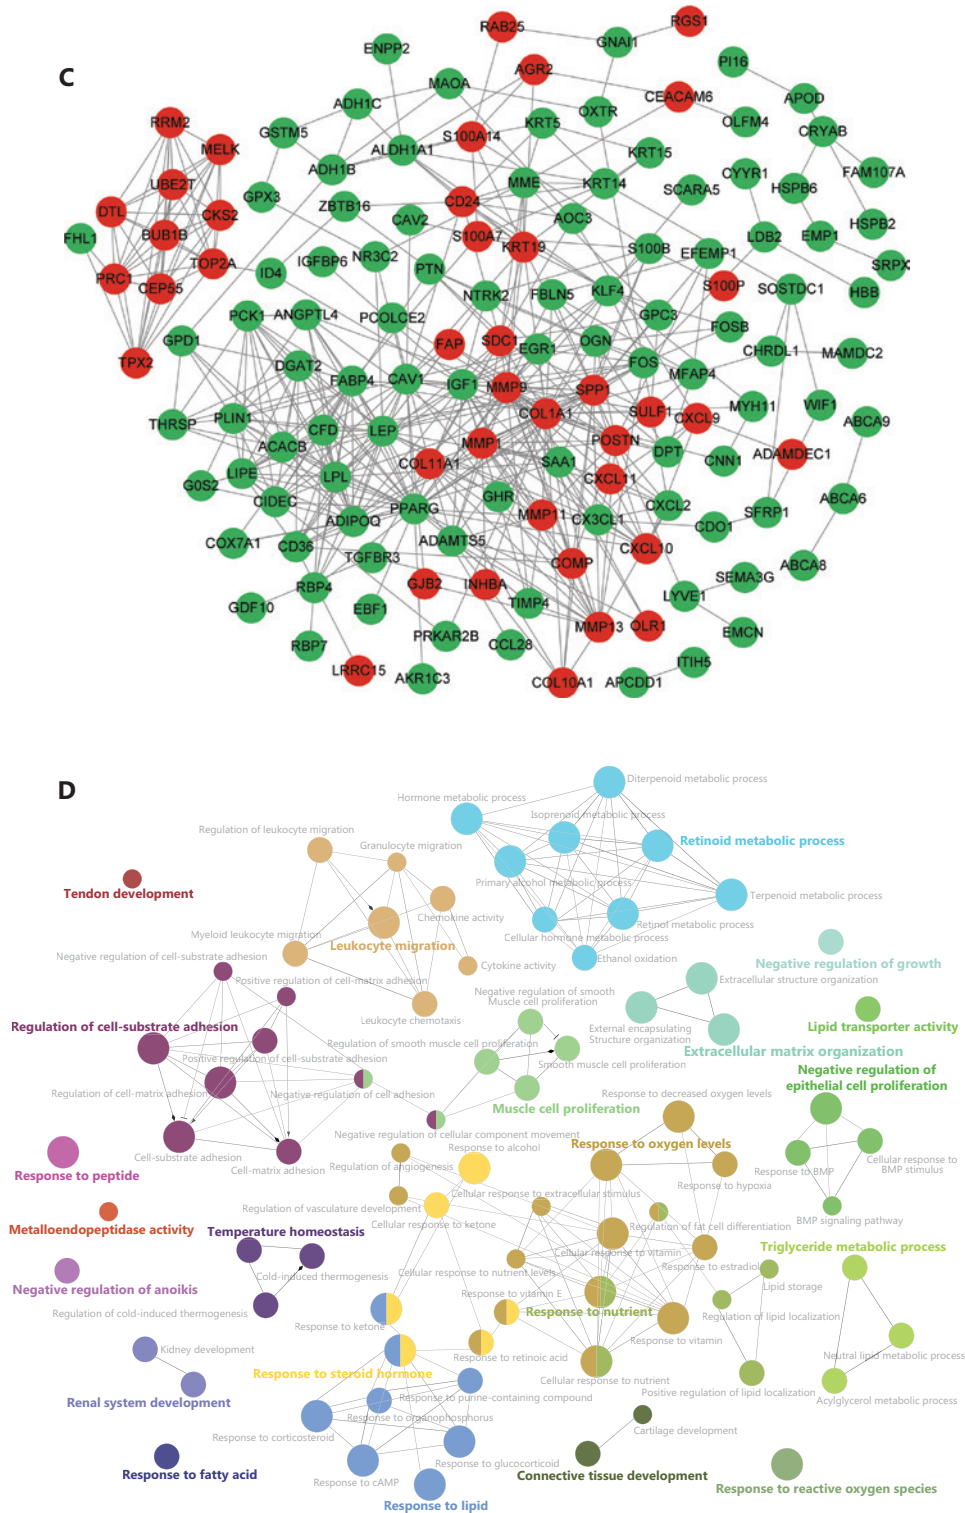 C
RAB25
RGS1
ENPP2
GNAI1
PI16
AGR2
MAOA
CEACAM6
APOD
ADH1C
OXTR
RRM2
GSTM5
S100A14
KRT5
OLFM4
CRYAB
MELK
ALDH1A1
KRT15
ADH1B
UBE2T
MME
KRT14
SCARA5
CYYR1
HSPB6
FAM107A
GPX3
ZBTB16
CD24
DTL
CKS2
CAV2
AOC3
HSPB2
FHL1
BUB1B
S100A7
KRT19
S100B
EFEMP1
LDB2
EMP1
TOP2A
ID4
IGFBP6
NR3C2
PTN
SRPX
PRC1
CEP55
NTRK2
FBLN5
KLF4
S100P
SOSTDC1
HBB
PCK1
ANGPTL4
PCOLCE2
GPC3
FOSB
GPD1
FAP
SDC1
EGR1
OGN
CHRDL1
MAMDC2
TPX2
DGAT2
FOS
MFAP4
FABP4
CAV1
IGF1
MMP9
SPP1
THRSP
PLIN1
COL1A1
SULF1
CXCL9
MYH11
WIF1
ABCA9
CFD
LEP
ACACB
MMP1
POSTN
DPT
ADAMDEC1
COL11A1
SAA1
CNN1
G0S2
LIPE
LPL
CXCL11
CIDEC
GHR
CXCL2
ABCA6
ADIPOQ
PPARG
MMP11
CX3CL1
CDO1
SFRP1
COX7A1
CD36
TGFBR3
ADAMTS5
CXCL10
COMP
ABCA8
RBP4
GJB2
INHBA
SEMA3G
GDF10
EBF1
TIMP4
LYVE1
MMP13
OLR1
RBP7
PRKAR2B
CCL28
EMCN
LRRC15
AKR1C3
COL10A1
APCDD1
ITIH5
D
Diterpenoid metabolic process
Hormone metabolic process
Isoprenoid metabolic process
Regulation of leukocyte migration
Granulocyte migration
Retinoid metabolic process
Primary alcohol metabolic process
Tendon development
Terpenoid metabolic process
Chemokine activity
Retinol metabolic process
Myeloid leukocyte migration
Leukocyte migration
Cellular hormone metabolic process
Negative regulation of cell-substrate adhesion
Cytokine activity
Ethanol oxidation
Negative regulation of growth
Positive regulation of cell-matrix adhesion
Extracellular structure organization
Negative regulation of smooth
Muscle cell proliferation
Leukocyte chemotaxis
Regulation of cell-substrate adhesion
Lipid transporter activity
External encapsulating
Structure organization
Regulation of smooth muscle cell proliferation
Extracellular matrix organization
Positive regulation of cell-substrate adhesion
Smooth muscle cell proliferation
Negative regulation of
epithelial cell proliferation
Regulation of cell-matrix adhesion
Negative regulation of cell adhesion
Response to decreased oxygen levels
Muscle cell proliferation
Negative regulation of cellular component movement
Response to alcohol
Response to oxygen levels
Cell-substrate adhesion
Cell-matrix adhesion
Regulation of angiogenesis
Cellular response to
BMP stimulus
Response to BMP
Response to peptide
Response to hypoxia
Cellular response to extracellular stimulus
Regulation of vasculature development
BMP signaling pathway
Metalloendopeptidase activity
Temperature homeostasis
Cellular response to ketone
Regulation of fat cell differentiation
Triglyceride metabolic process
Cellular response to vitamin
Cold-induced thermogenesis
Cellular response to nutrient levels
Response to estradiol
Negative regulation of anoikis
Lipid storage
Response to vitamin E
Regulation of cold-induced thermogenesis
Response to nutrient
Regulation of lipid localization
Response to ketone
Response to vitamin
Kidney development
Response to retinoic acid
Neutral lipid metabolic process
Response to steroid hormone
Cellular response to nutrient
Positive regulation of lipid localization
Response to purine-containing compound
Renal system development
Acylglycerol metabolic process
Response to organophosphorus
Cartilage development
Response to corticosteroid
Response to glucocorticoid
Response to fatty acid
Response to cAMP
Connective tissue development
Response to reactive oxygen species
Response to lipid